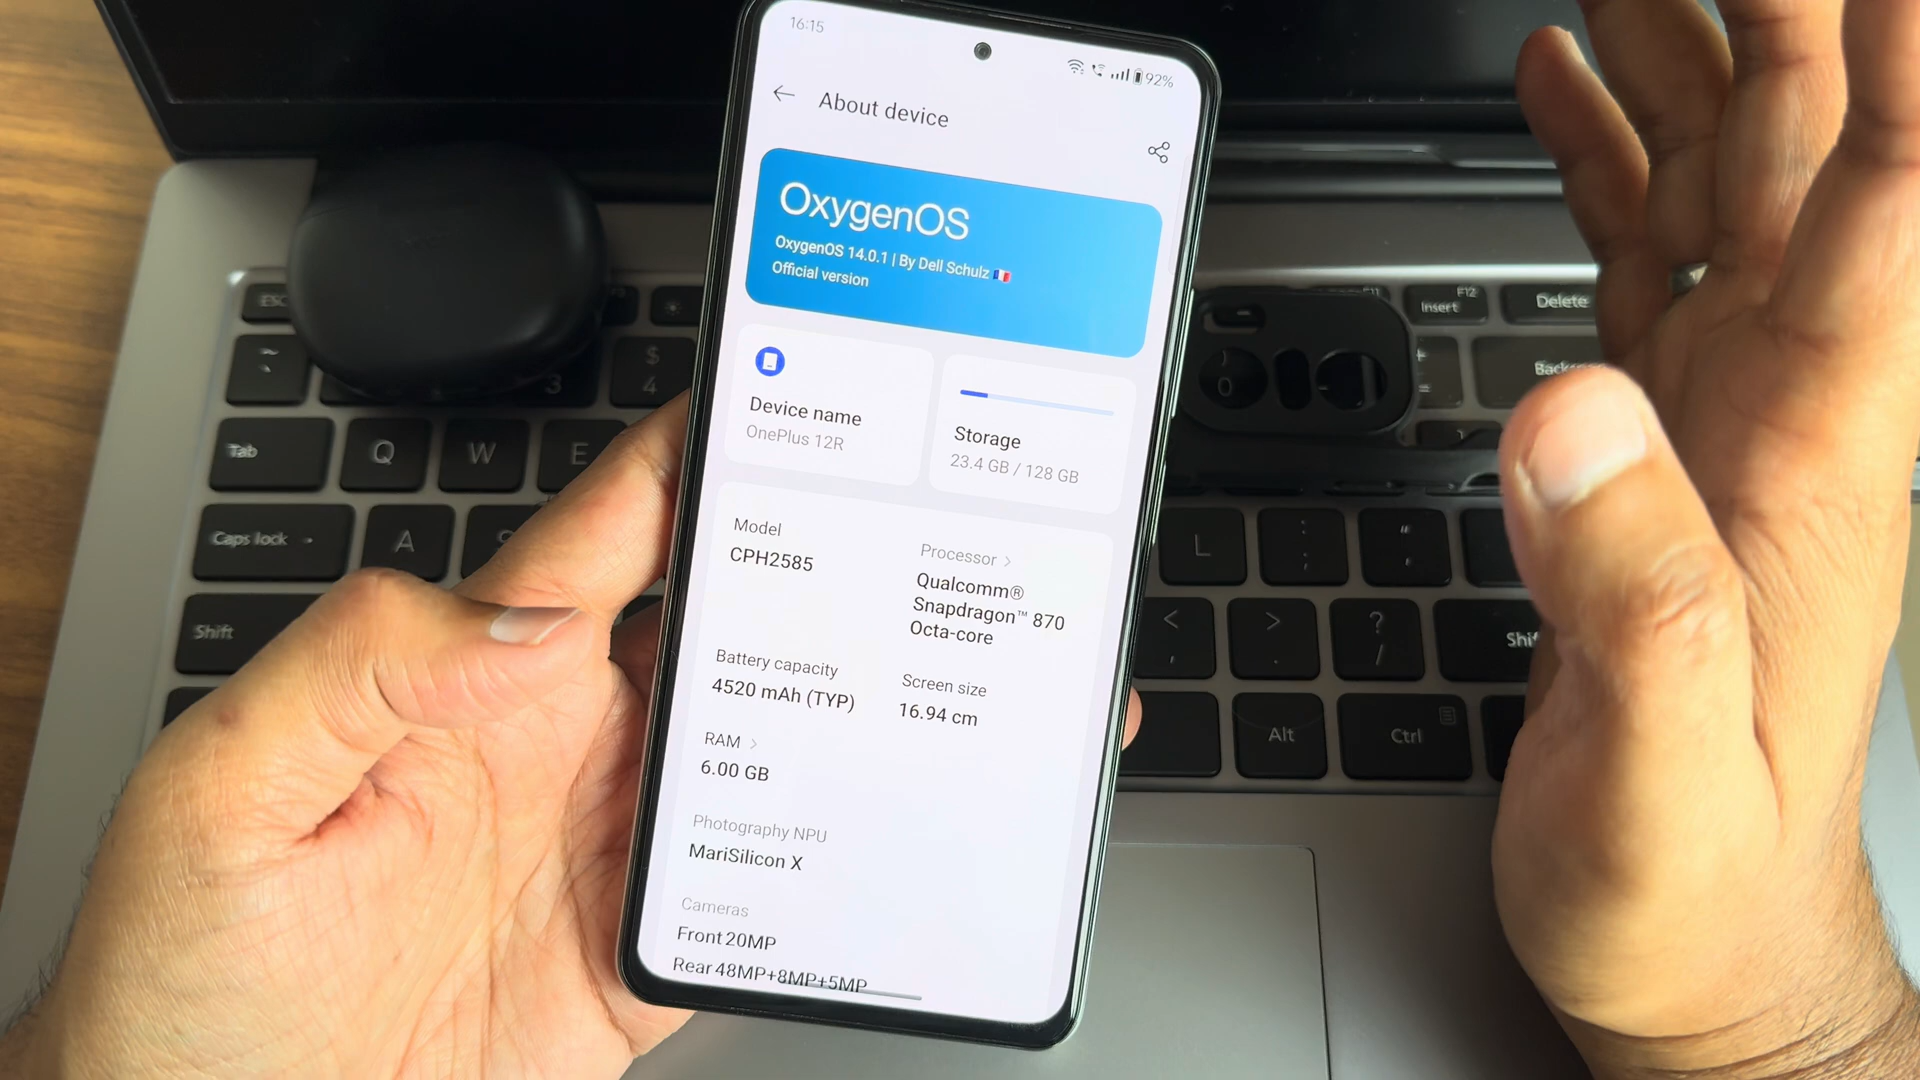 16:15
92%
About device
OxygenOS
OxygenOS 14.0.1 | By Dell Schulz 🇫🇷
Official version
Device name
OnePlus 12R
Storage
23.4 GB / 128 GB
Model
CPH2585
Processor >
Qualcomm®
Snapdragon™ 870
Octa-core
Battery capacity
4520 mAh (TYP)
Screen size
16.94 cm
RAM >
6.00 GB
Photography NPU
MariSilicon X
Cameras
Front 20MP
Rear 48MP+8MP+5MP
ESC
F12
Insert
Delete
~
3
$
4
Tab
Q
W
E
Caps lock
A
L
:
;
"
'
Shift
<
,
>
.
?
/
Alt
Ctrl